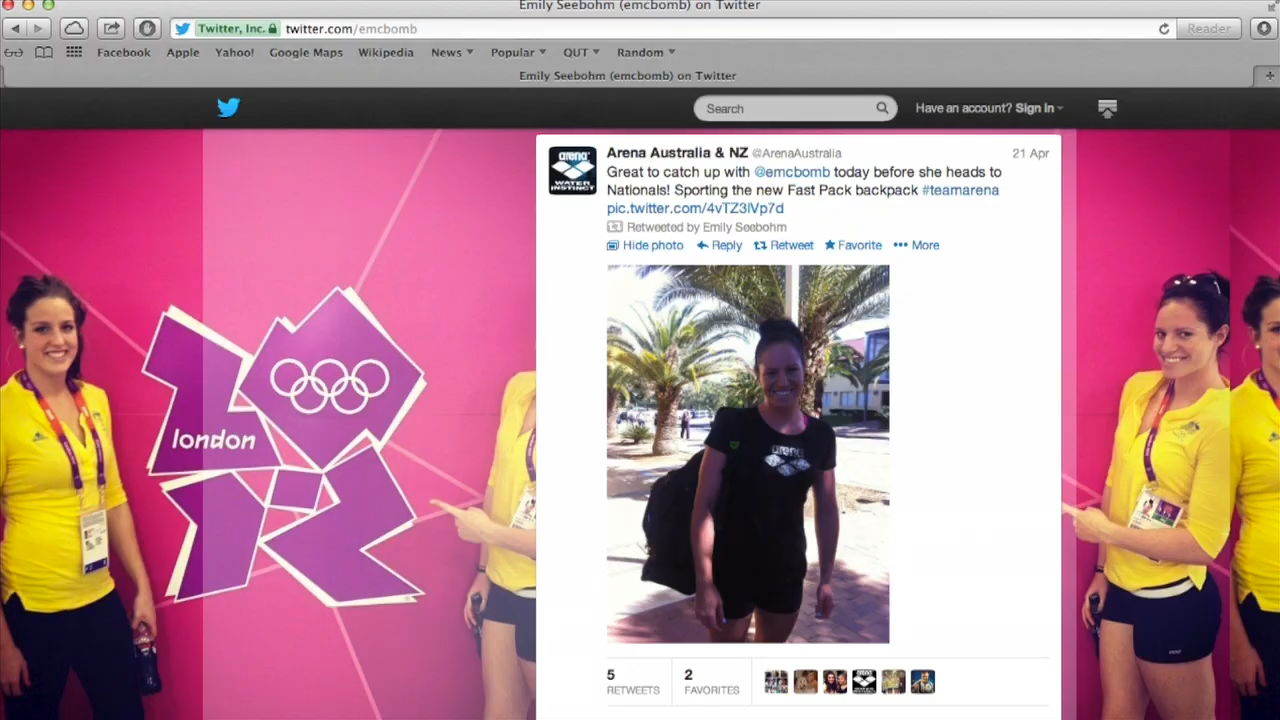 Emily Seebohm (emcbomb) on Twitter
Twitter, Inc. twitter.com/emcbomb
Reader
Facebook Apple Yahoo! Google Maps Wikipedia News Popular QUT Random
Emily Seebohm (emcbomb) on Twitter
Search
Have an account? Sign in
arena
WATER INSTINCT
Arena Australia & NZ @ArenaAustralia 21 Apr
Great to catch up with @emcbomb today before she heads to
Nationals! Sporting the new Fast Pack backpack #teamarena
pic.twitter.com/4vTZ3lVp7d
Retweeted by Emily Seebohm
Hide photo Reply Retweet Favorite More
london
arena
5 2
RETWEETS FAVORITES